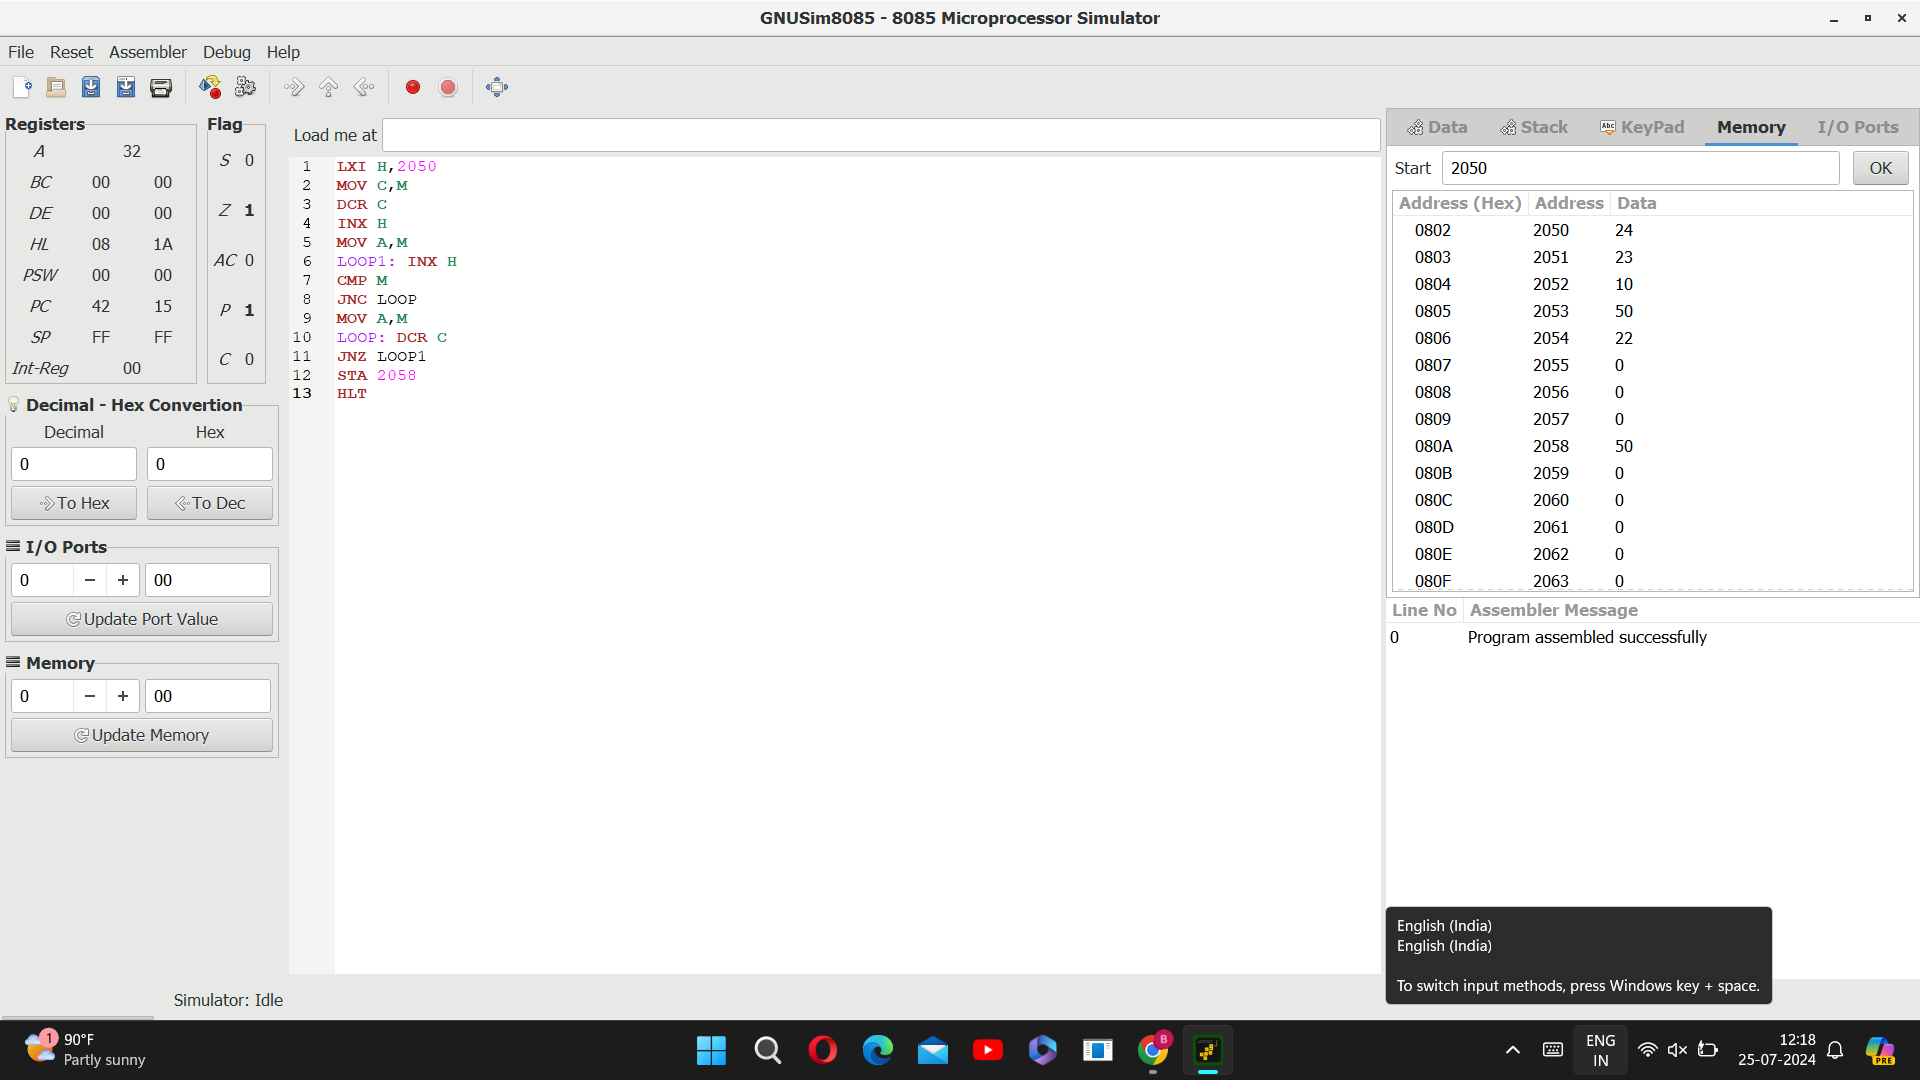 GNUSim8085 - 8085 Microprocessor Simulator
File Reset Assembler Debug Help
Registers
A 32
BC 00 00
DE 00 00
HL 08 1A
PSW 00 00
PC 42 15
SP FF FF
Int-Reg 00
Flag
S 0
Z 1
AC 0
P 1
C 0
Decimal - Hex Convertion
Decimal Hex
0 0
To Hex To Dec
I/O Ports
0 − + 00
Update Port Value
Memory
0 − + 00
Update Memory
Load me at
1 LXI H,2050
2 MOV C,M
3 DCR C
4 INX H
5 MOV A,M
6 LOOP1: INX H
7 CMP M
8 JNC LOOP
9 MOV A,M
10 LOOP: DCR C
11 JNZ LOOP1
12 STA 2058
13 HLT
Data Stack KeyPad Memory I/O Ports
Start 2050 OK
Address (Hex) Address Data
0802 2050 24
0803 2051 23
0804 2052 10
0805 2053 50
0806 2054 22
0807 2055 0
0808 2056 0
0809 2057 0
080A 2058 50
080B 2059 0
080C 2060 0
080D 2061 0
080E 2062 0
080F 2063 0
Line No Assembler Message
0 Program assembled successfully
English (India)
English (India)
To switch input methods, press Windows key + space.
Simulator: Idle
1
90°F
Partly sunny
B
ENG
IN
12:18
25-07-2024
PRE